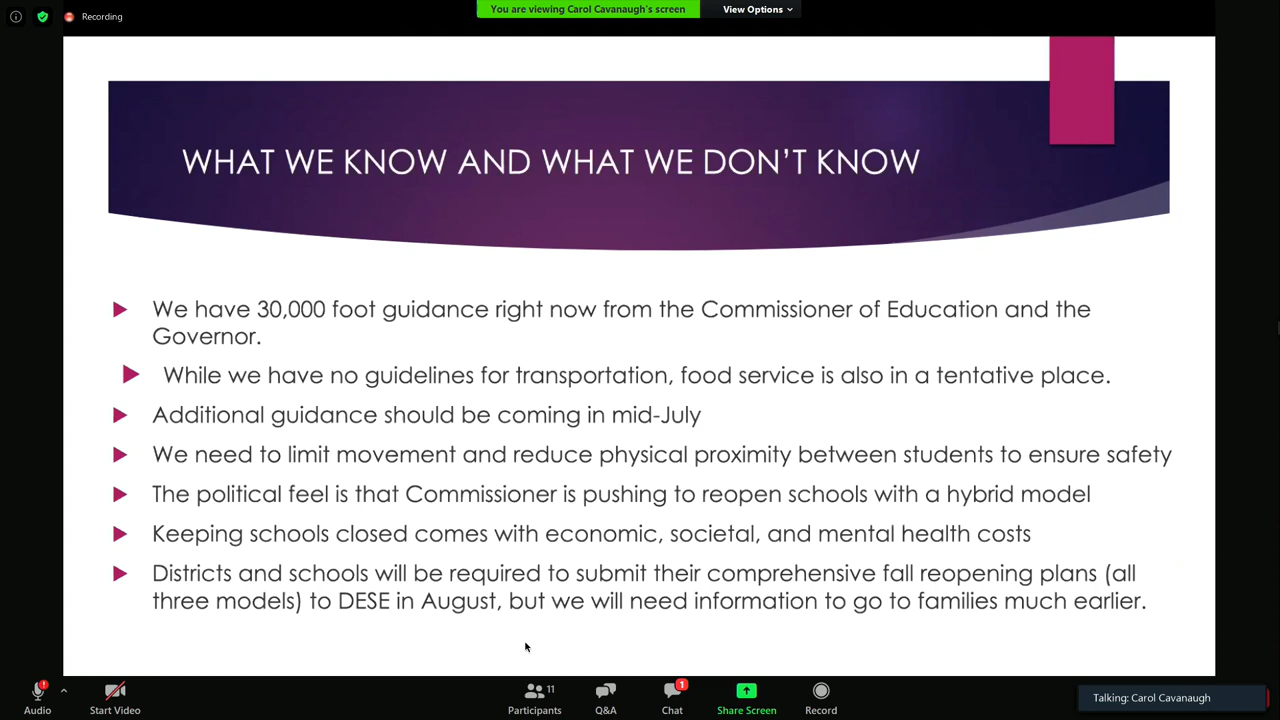 Recording
You are viewing Carol Cavanaugh's screen
View Options
WHAT WE KNOW AND WHAT WE DON'T KNOW
We have 30,000 foot guidance right now from the Commissioner of Education and the
Governor.
While we have no guidelines for transportation, food service is also in a tentative place.
Additional guidance should be coming in mid-July
We need to limit movement and reduce physical proximity between students to ensure safety
The political feel is that Commissioner is pushing to reopen schools with a hybrid model
Keeping schools closed comes with economic, societal, and mental health costs
Districts and schools will be required to submit their comprehensive fall reopening plans (all
three models) to DESE in August, but we will need information to go to families much earlier.
Audio
Start Video
11
Participants
Q&A
1
Chat
Share Screen
Record
Talking: Carol Cavanaugh